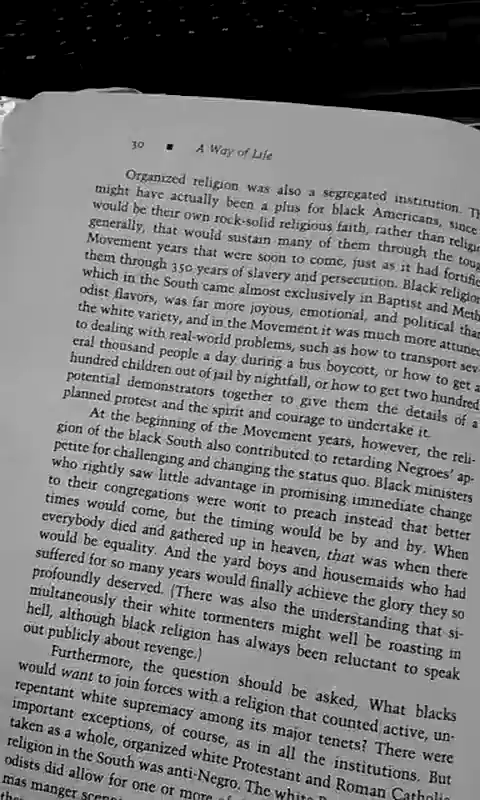 30 ■ A Way of Life
Organized religion was also a segregated institution.
might have actually been a plus for black Americans, since
would be their own rock-solid religious faith, rather than
generally, that would sustain many of them through the
Movement years that were soon to come, just as it had
them through 350 years of slavery and persecution. Black
which in the South came almost exclusively in Baptist and Meth-
odist flavors, was far more joyous, emotional, and political than
the white variety, and in the Movement it was much more attuned
to dealing with real-world problems, such as how to transport sev-
eral thousand people a day during a bus boycott, or how to get a
hundred children out of jail by nightfall, or how to get two hundred
potential demonstrators together to give them the details of a
planned protest and the spirit and courage to undertake it.
At the beginning of the Movement years, however, the reli-
gion of the black South also contributed to retarding Negroes' ap-
petite for challenging and changing the status quo. Black ministers
who rightly saw little advantage in promising immediate change
to their congregations were wont to preach instead that better
times would come, but the timing would be by and by. When
everybody died and gathered up in heaven, that was when there
would be equality. And the yard boys and housemaids who had
suffered for so many years would finally achieve the glory they so
profoundly deserved. (There was also the understanding that si-
multaneously their white tormenters might well be roasting in
hell, although black religion has always been reluctant to speak
out publicly about revenge.)
Furthermore, the question should be asked, What blacks
would want to join forces with a religion that counted active, un-
repentant white supremacy among its major tenets? There were
important exceptions, of course, as in all the institutions. But
taken as a whole, organized white Protestant and Roman Catholic
religion in the South was anti-Negro. The white
odists did allow for one or more
mas manger